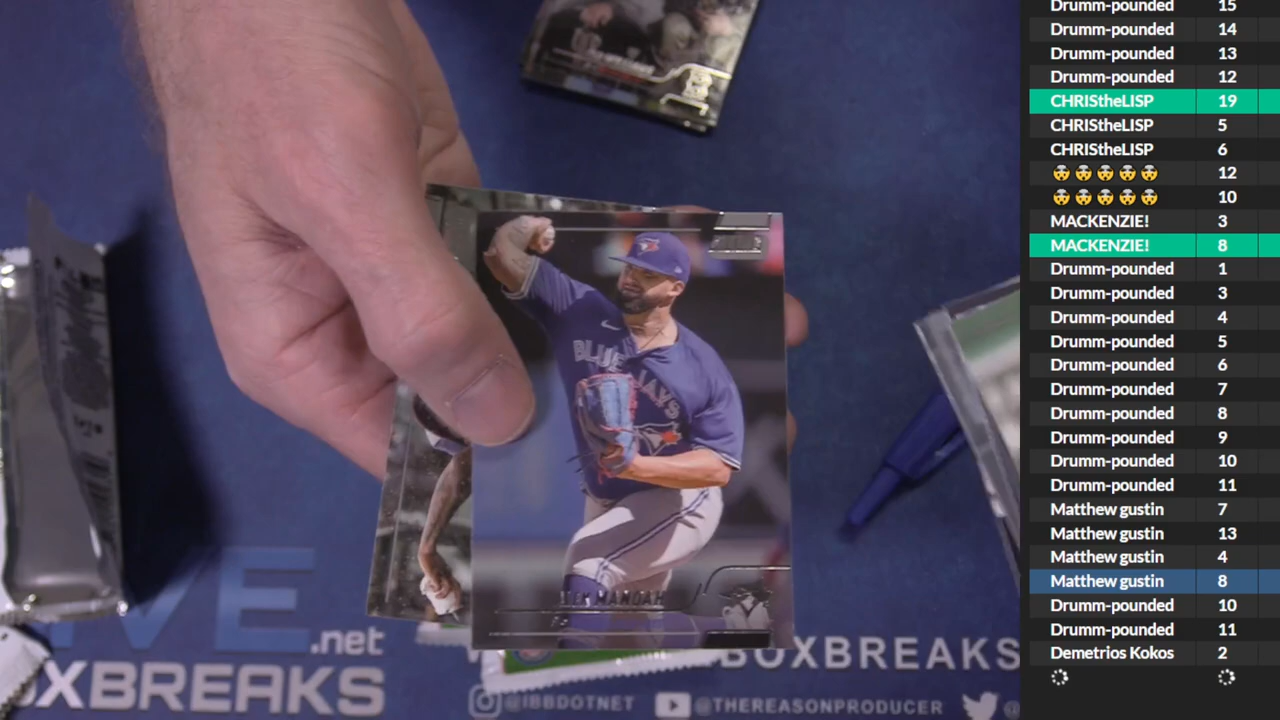 BLUE JAYS
MANOAH
VE
.net
OXBREAKS
BOXBREAKS
@IBBDOTNET
@THEREASONPRODUCER
@
Drumm-pounded 15
Drumm-pounded 14
Drumm-pounded 13
Drumm-pounded 12
CHRIStheLISP 19
CHRIStheLISP 5
CHRIStheLISP 6
🤯🤯🤯🤯🤯 12
🤯🤯🤯🤯🤯 10
MACKENZIE! 3
MACKENZIE! 8
Drumm-pounded 1
Drumm-pounded 3
Drumm-pounded 4
Drumm-pounded 5
Drumm-pounded 6
Drumm-pounded 7
Drumm-pounded 8
Drumm-pounded 9
Drumm-pounded 10
Drumm-pounded 11
Matthew gustin 7
Matthew gustin 13
Matthew gustin 4
Matthew gustin 8
Drumm-pounded 10
Drumm-pounded 11
Demetrios Kokos 2